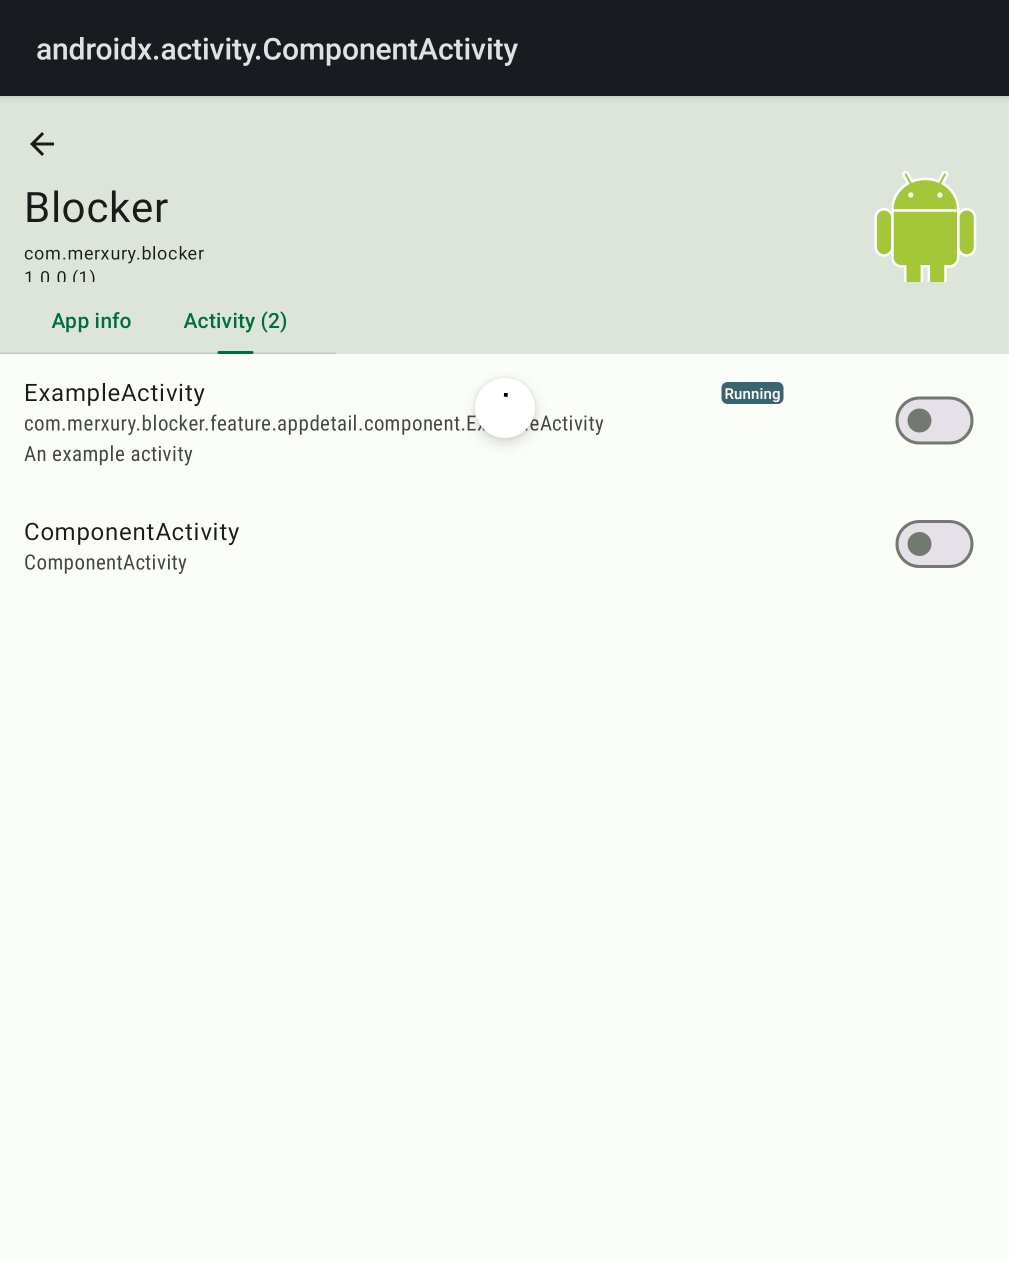 androidx.activity.ComponentActivity
Blocker
com.merxury.blocker
1.0.0 (1)
App info
Activity (2)
ExampleActivity
Running
com.merxury.blocker.feature.appdetail.component.Ex eActivity
An example activity
ComponentActivity
ComponentActivity